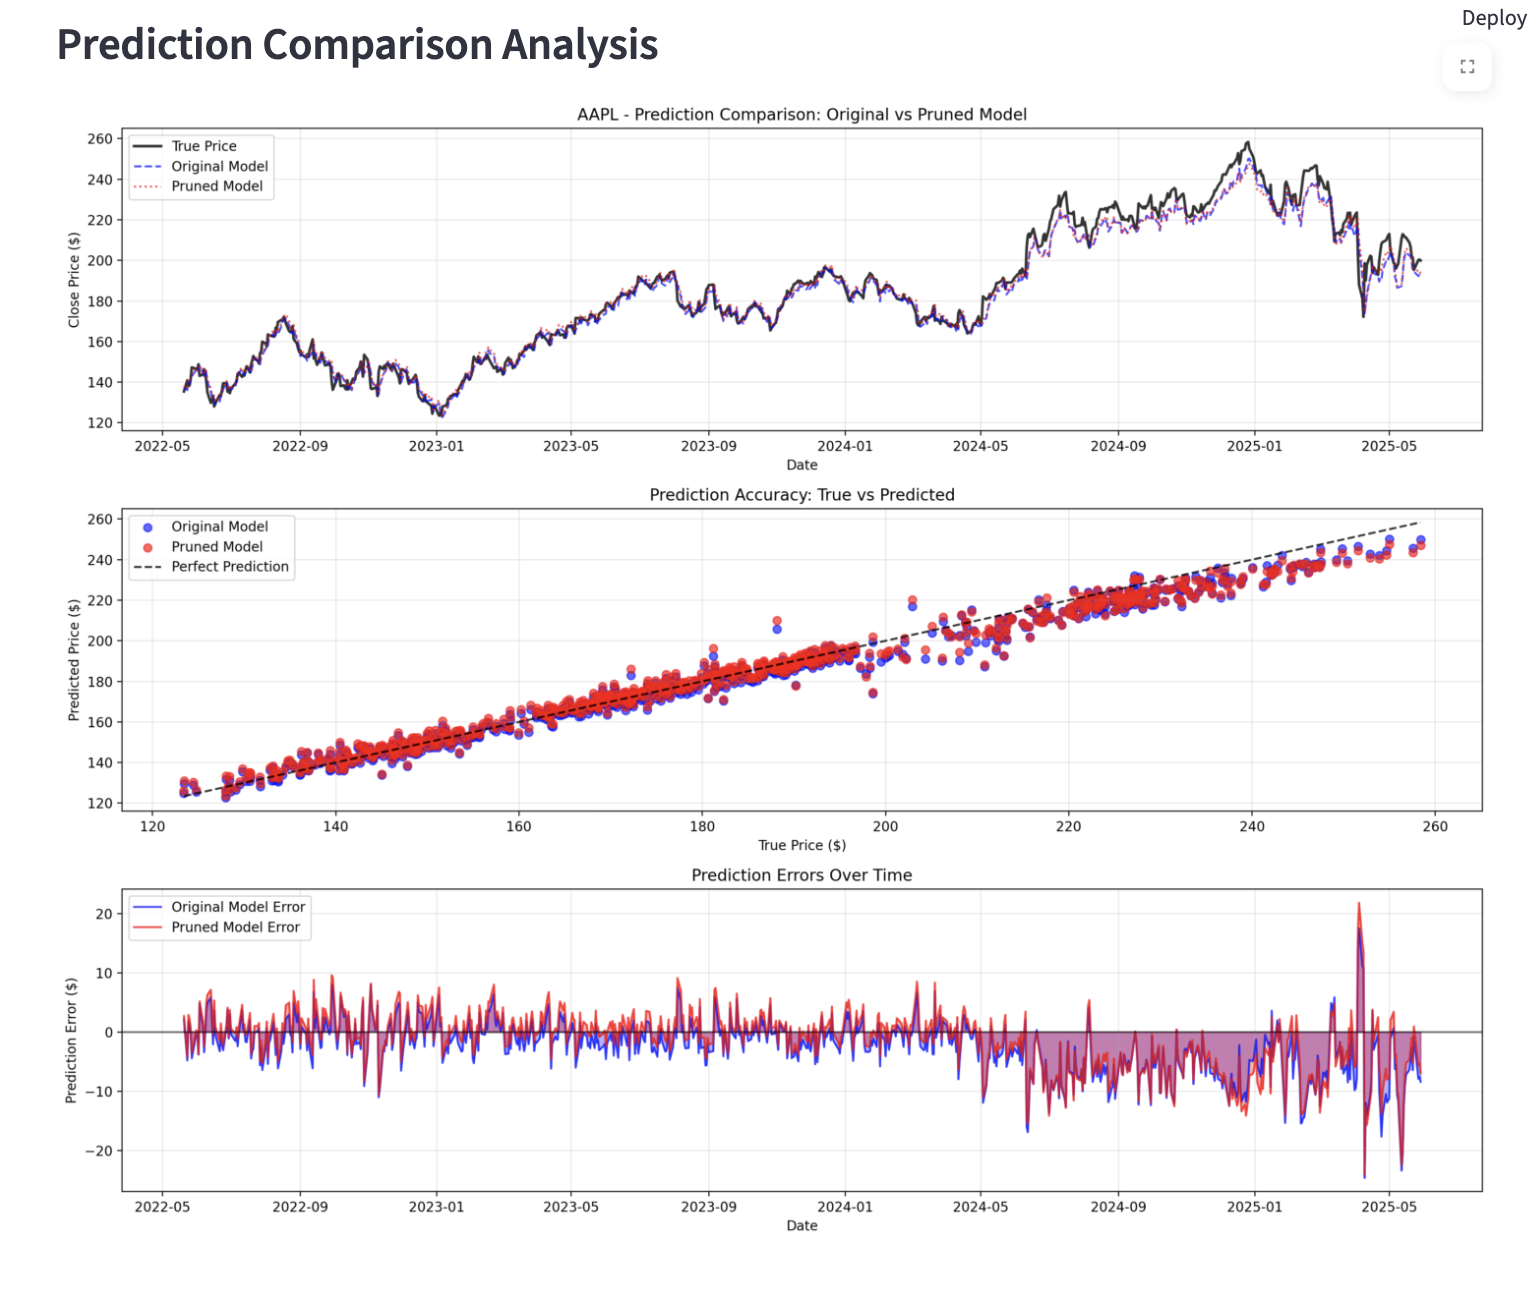 Deploy
Prediction Comparison Analysis
AAPL - Prediction Comparison: Original vs Pruned Model
True Price
Original Model
Pruned Model
260
240
220
200
180
160
140
120
Close Price ($)
2022-05 2022-09 2023-01 2023-05 2023-09 2024-01 2024-05 2024-09 2025-01 2025-05
Date
Prediction Accuracy: True vs Predicted
Original Model
Pruned Model
Perfect Prediction
260
240
220
200
180
160
140
120
Predicted Price ($)
120 140 160 180 200 220 240 260
True Price ($)
Prediction Errors Over Time
Original Model Error
Pruned Model Error
20
10
0
−10
−20
Prediction Error ($)
2022-05 2022-09 2023-01 2023-05 2023-09 2024-01 2024-05 2024-09 2025-01 2025-05
Date